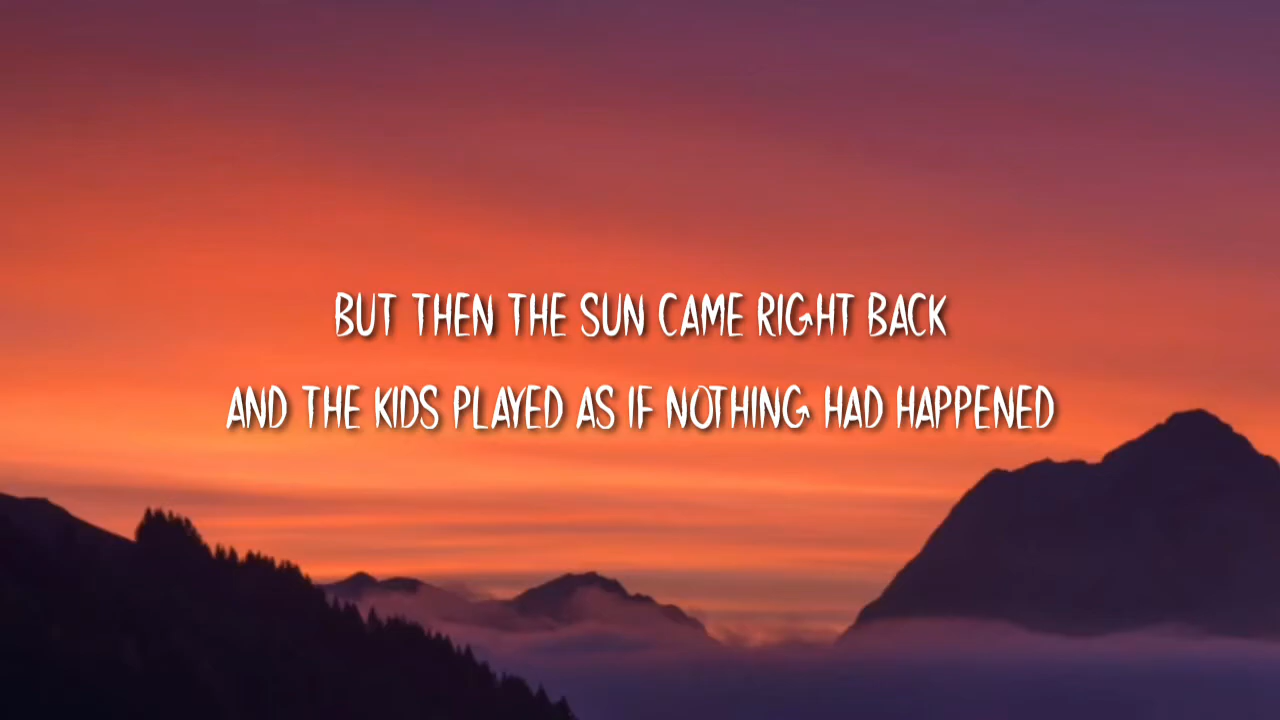 BUT THEN THE SUN CAME RIGHT BACK
AND THE KIDS PLAYED AS IF NOTHING HAD HAPPENED